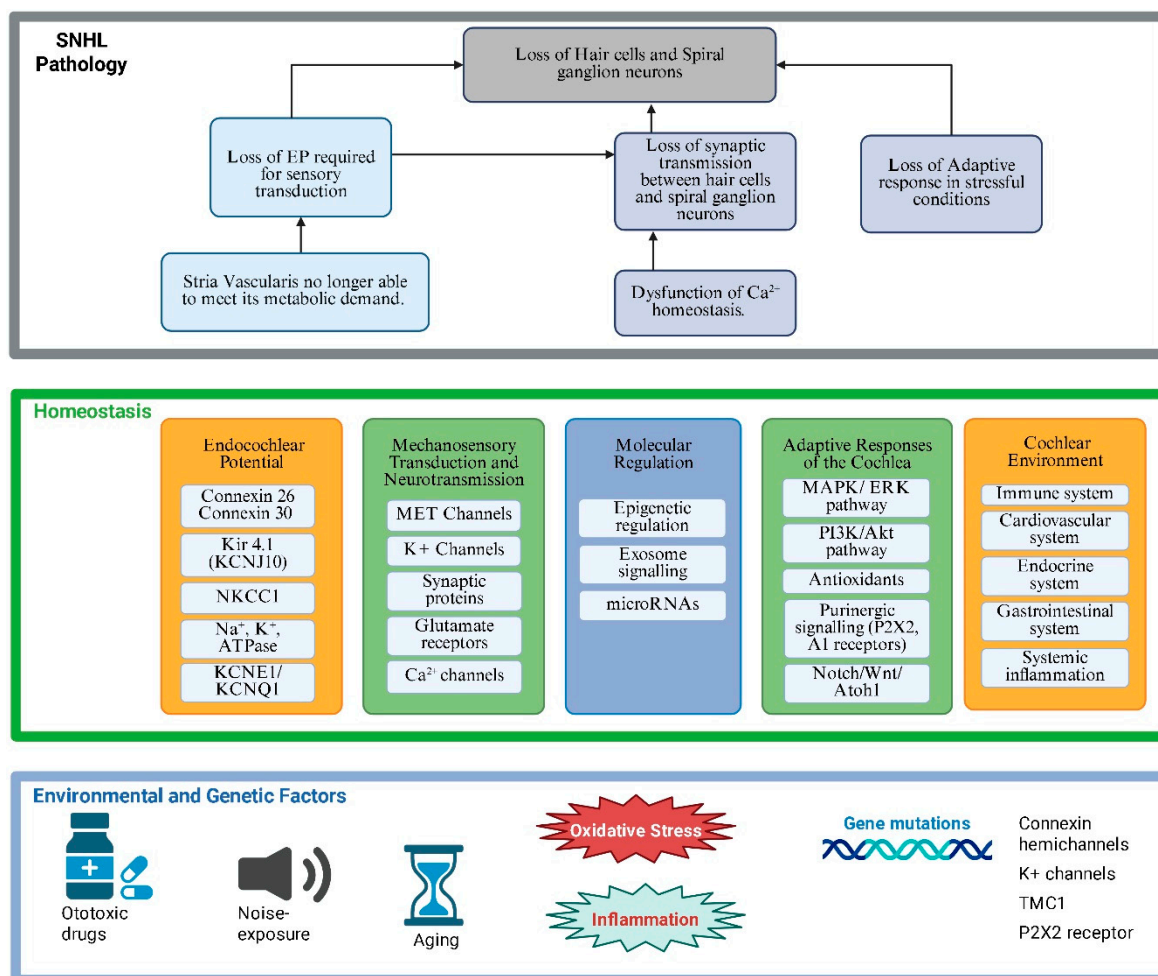 SNHL
Pathology
Loss of Hair cells and Spiral
ganglion neurons
Loss of EP required
for sensory
transduction
Loss of synaptic
transmission
between hair cells
and spiral ganglion
neurons
Loss of Adaptive
response in stressful
conditions
Stria Vascularis no longer able
to meet its metabolic demand.
Dysfunction of Ca²⁺
homeostasis.
Homeostasis
Endocochlear
Potential
Connexin 26
Connexin 30
Kir 4.1
(KCNJ10)
NKCC1
Na⁺, K⁺,
ATPase
KCNE1/
KCNQ1
Mechanosensory
Transduction and
Neurotransmission
MET Channels
K+ Channels
Synaptic
proteins
Glutamate
receptors
Ca²⁺ channels
Molecular
Regulation
Epigenetic
regulation
Exosome
signalling
microRNAs
Adaptive Responses
of the Cochlea
MAPK/ ERK
pathway
PI3K/Akt
pathway
Antioxidants
Purinergic
signalling (P2X2,
A1 receptors)
Notch/Wnt/
Atoh1
Cochlear
Environment
Immune system
Cardiovascular
system
Endocrine
system
Gastrointestinal
system
Systemic
inflammation
Environmental and Genetic Factors
Ototoxic
drugs
Noise-
exposure
Aging
Oxidative Stress
Inflammation
Gene mutations
Connexin
hemichannels
K+ channels
TMC1
P2X2 receptor